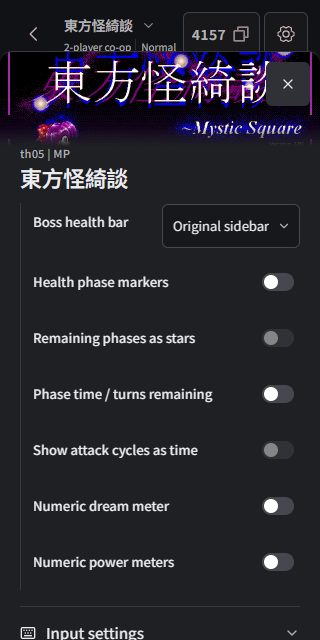 東方怪綺談
2-player co-op
Normal
4157
東方怪綺談
~Mystic Square
th05 | MP
東方怪綺談
Boss health bar
Original sidebar
Health phase markers
Remaining phases as stars
Phase time / turns remaining
Show attack cycles as time
Numeric dream meter
Numeric power meters
Input settings